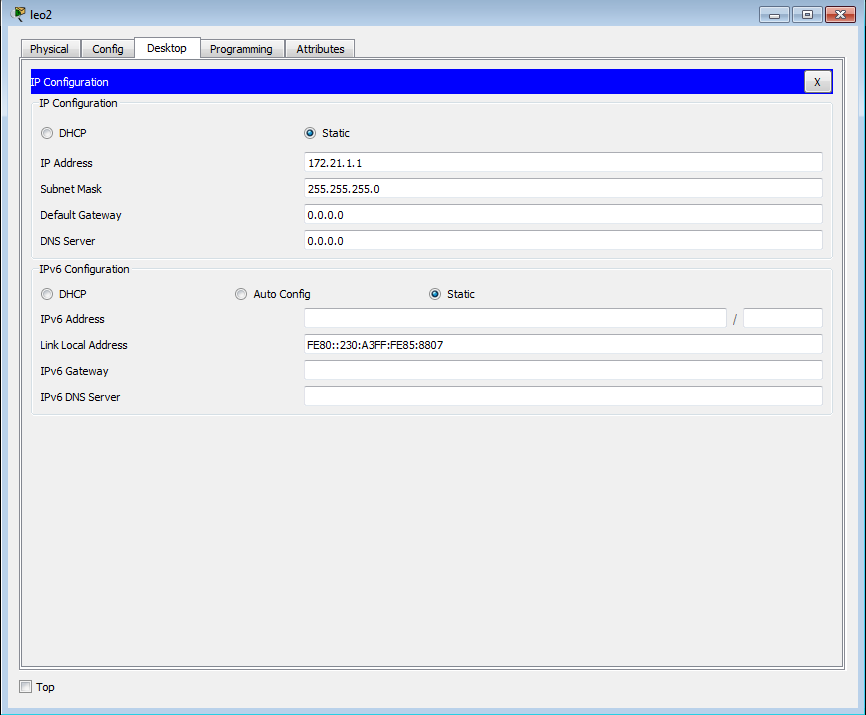 leo2
Physical Config Desktop Programming Attributes
IP Configuration X
IP Configuration
DHCP Static
IP Address 172.21.1.1
Subnet Mask 255.255.255.0
Default Gateway 0.0.0.0
DNS Server 0.0.0.0
IPv6 Configuration
DHCP Auto Config Static
IPv6 Address /
Link Local Address FE80::230:A3FF:FE85:8807
IPv6 Gateway
IPv6 DNS Server
Top